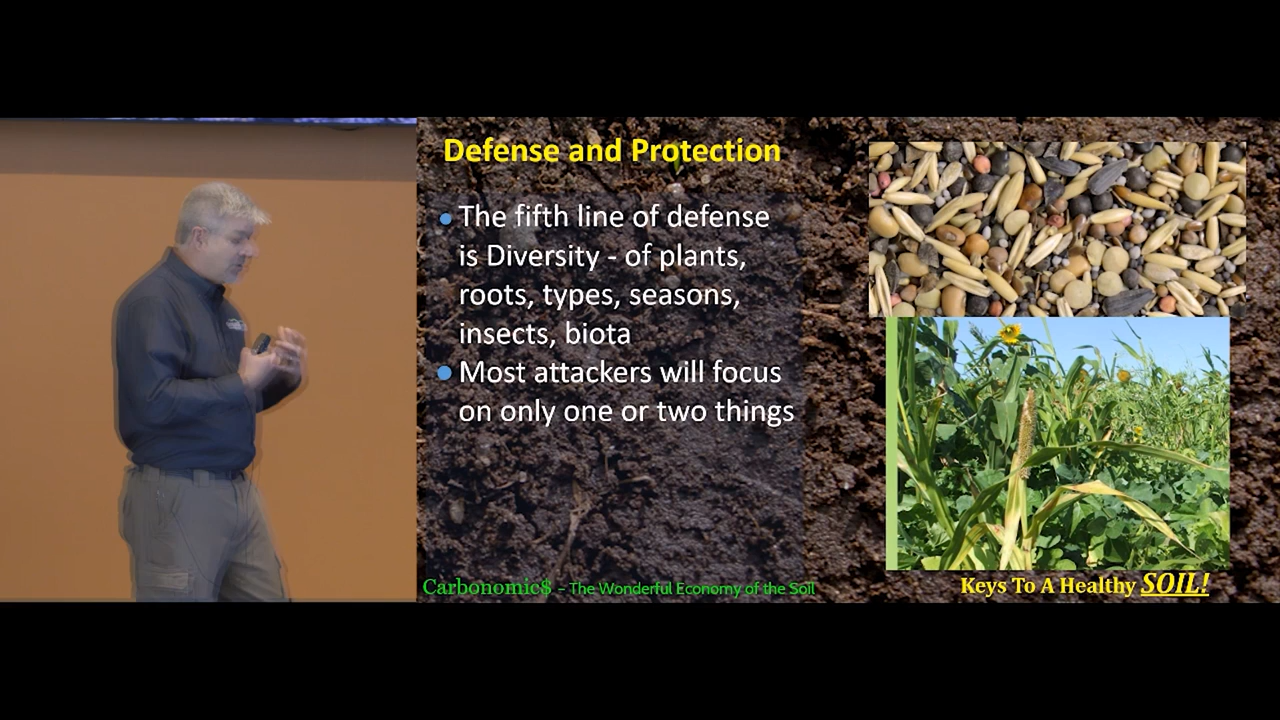 Defense and Protection
The fifth line of defense
is Diversity - of plants,
roots, types, seasons,
insects, biota
Most attackers will focus
on only one or two things
Carbonomic$ - The Wonderful Economy of the Soil
Keys To A Healthy SOIL!